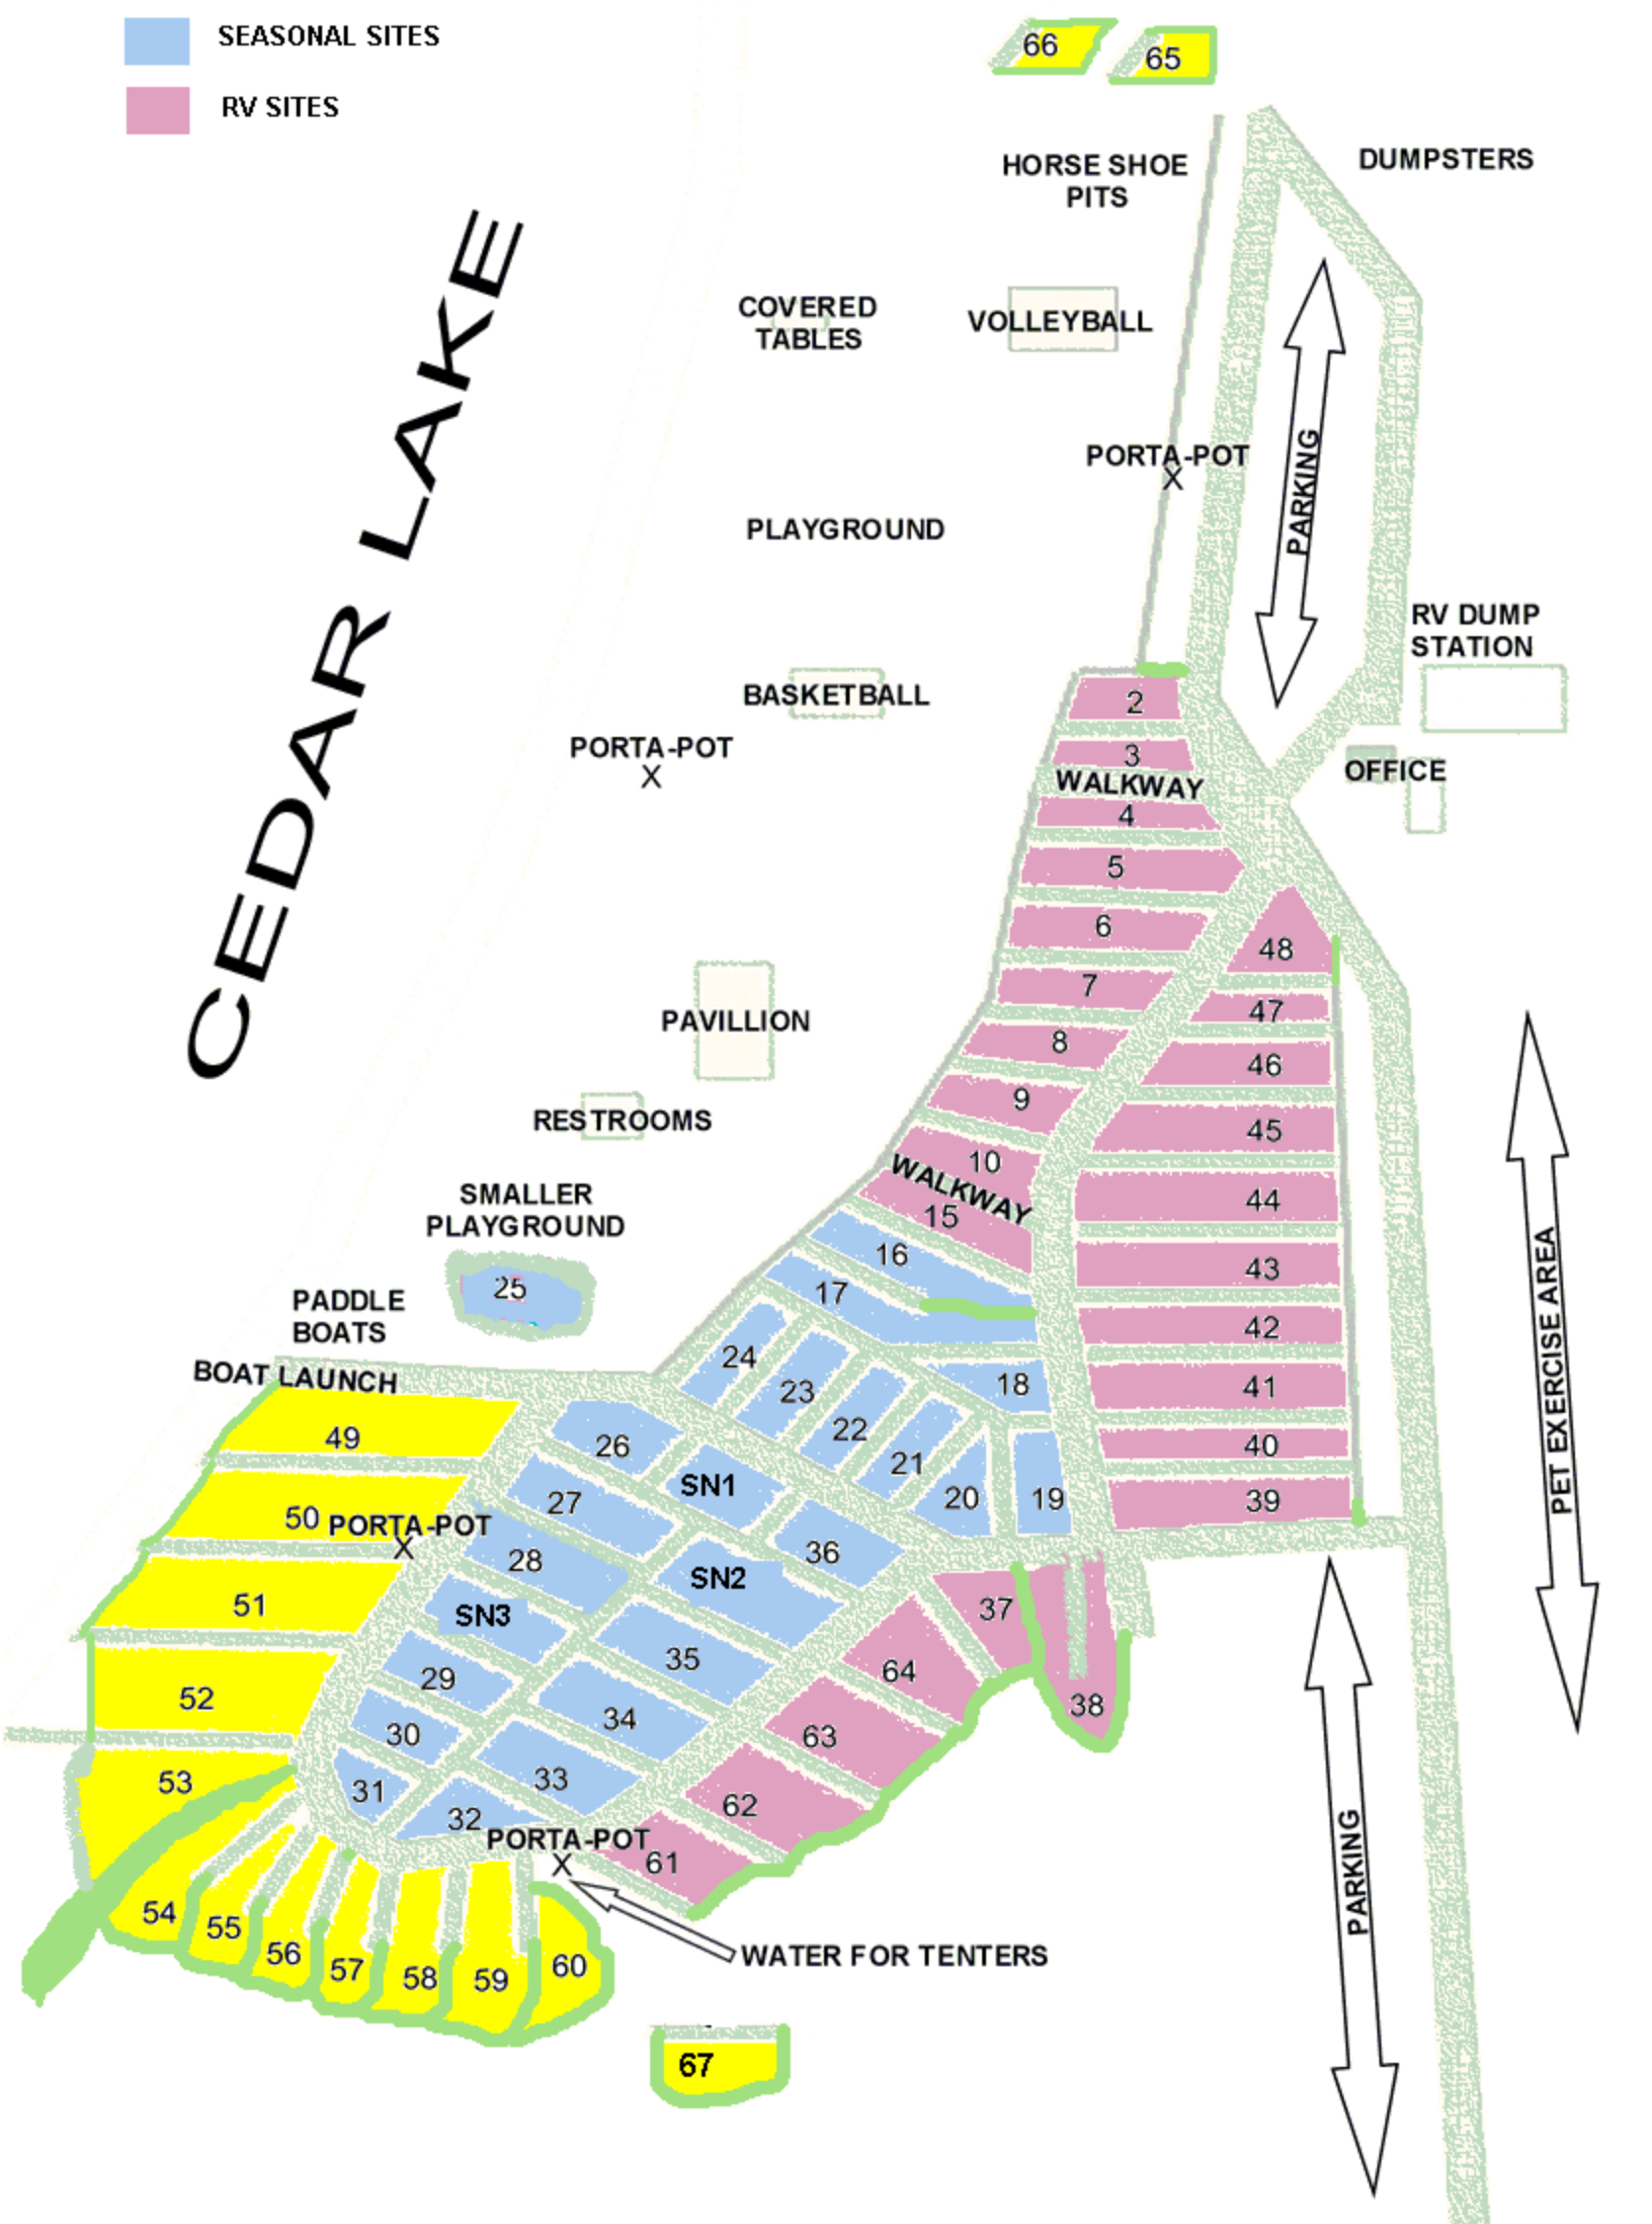 SEASONAL SITES
RV SITES
66
65
DUMPSTERS
HORSE SHOE
PITS
CEDAR LAKE
COVERED
TABLES
VOLLEYBALL
PORTA-POT
X
PARKING
PLAYGROUND
RV DUMP
STATION
BASKETBALL
2
PORTA-POT
X
3
OFFICE
WALKWAY
4
5
6
48
7
47
PAVILLION
8
46
9
RESTROOMS
45
10
WALKWAY
SMALLER
PLAYGROUND
44
15
16
43
25
17
PADDLE
BOATS
42
24
BOAT LAUNCH
18
41
23
22
49
26
40
21
SN1
20
19
39
27
50
PORTA-POT
X
36
28
SN2
PET EXERCISE AREA
51
SN3
37
35
64
29
52
38
34
30
63
53
33
31
62
32
PORTA-POT
X
61
PARKING
54
55
56
WATER FOR TENTERS
57
58
59
60
67